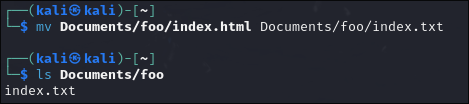 ┌──(kali㉿kali)-[~]
└─$ mv Documents/foo/index.html Documents/foo/index.txt
┌──(kali㉿kali)-[~]
└─$ ls Documents/foo
index.txt